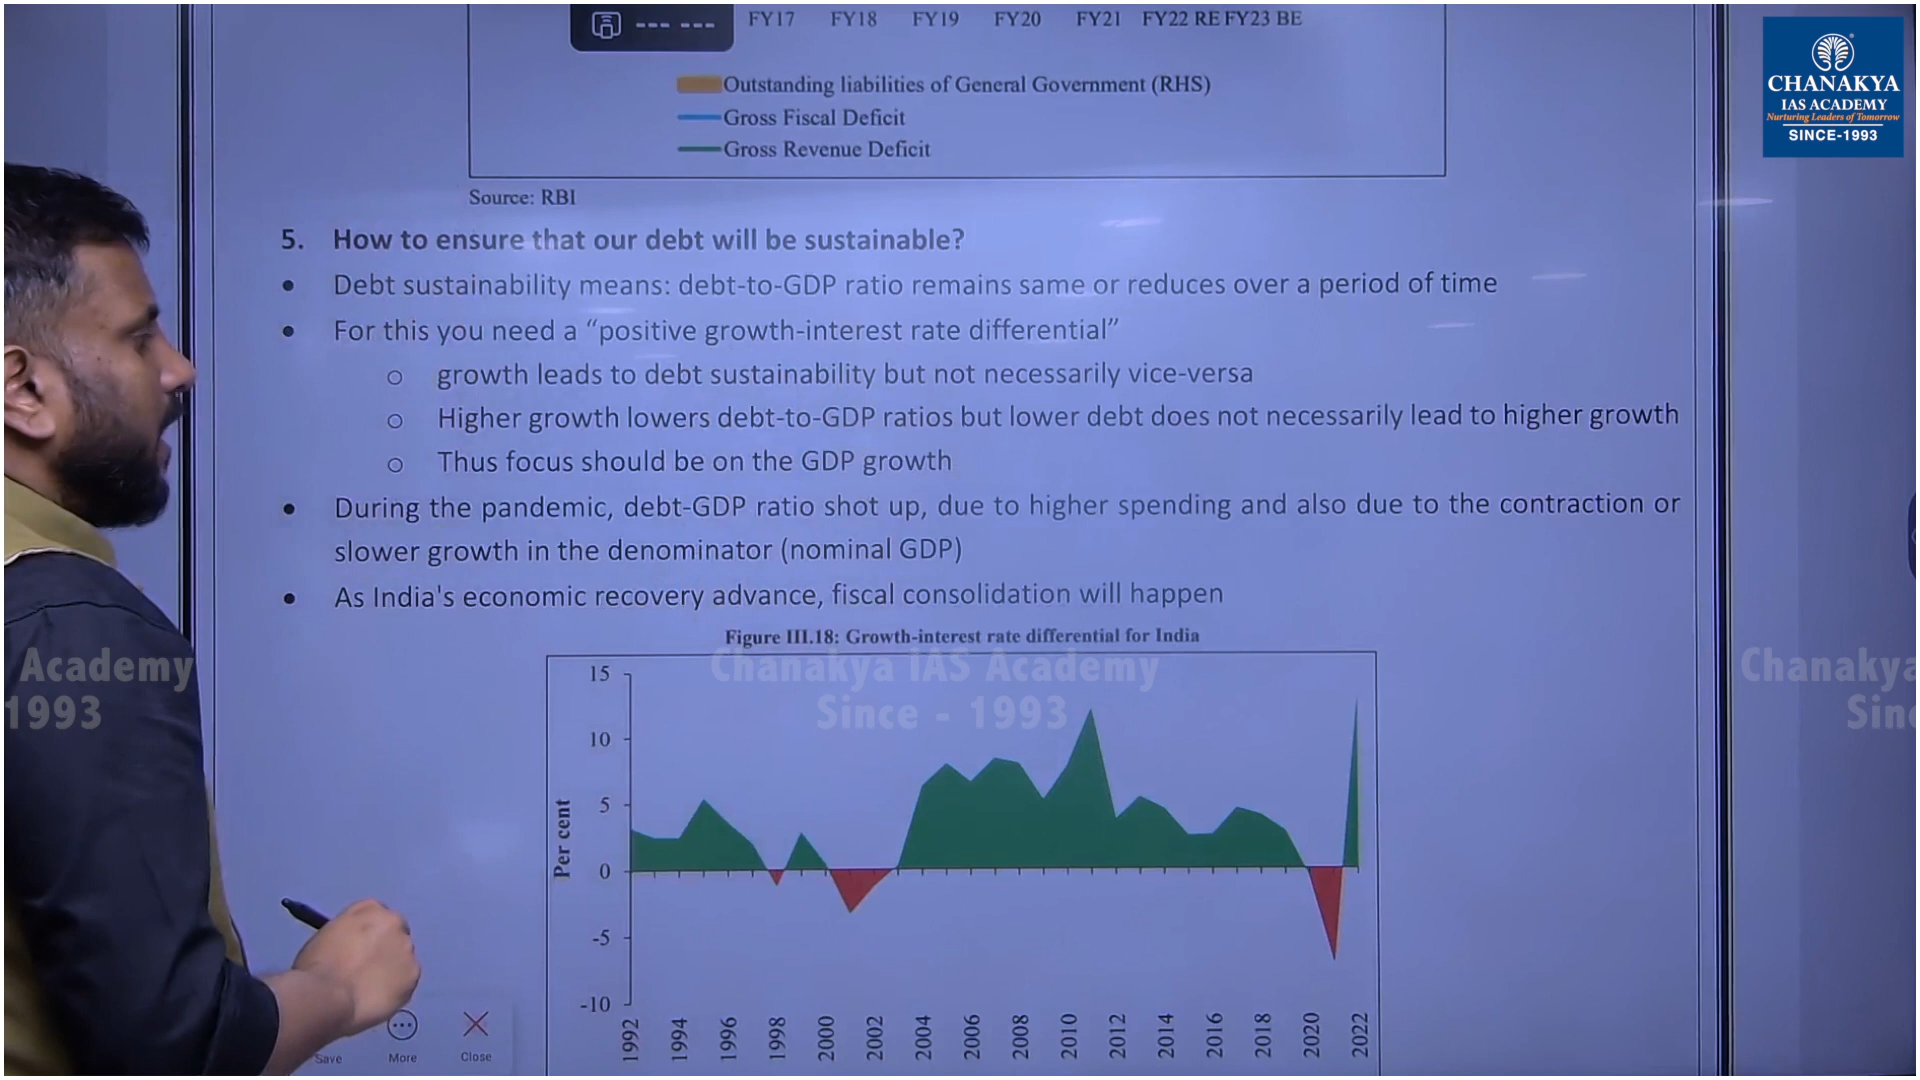 FY17 FY18 FY19 FY20 FY21 FY22 RE FY23 BE
Outstanding liabilities of General Government (RHS)
Gross Fiscal Deficit
Gross Revenue Deficit
Source: RBI
CHANAKYA
IAS ACADEMY
Nurturing Leaders of Tomorrow
SINCE-1993
5. How to ensure that our debt will be sustainable?
• Debt sustainability means: debt-to-GDP ratio remains same or reduces over a period of time
• For this you need a “positive growth-interest rate differential”
o growth leads to debt sustainability but not necessarily vice-versa
o Higher growth lowers debt-to-GDP ratios but lower debt does not necessarily lead to higher growth
o Thus focus should be on the GDP growth
• During the pandemic, debt-GDP ratio shot up, due to higher spending and also due to the contraction or
slower growth in the denominator (nominal GDP)
• As India's economic recovery advance, fiscal consolidation will happen
Figure III.18: Growth-interest rate differential for India
Academy
1993
Chanakya IAS Academy
Since - 1993
Chanakya
Sinc
Per cent
15
10
5
0
-5
-10
1992 1994 1996 1998 2000 2002 2004 2006 2008 2010 2012 2014 2016 2018 2020 2022
Save More Close